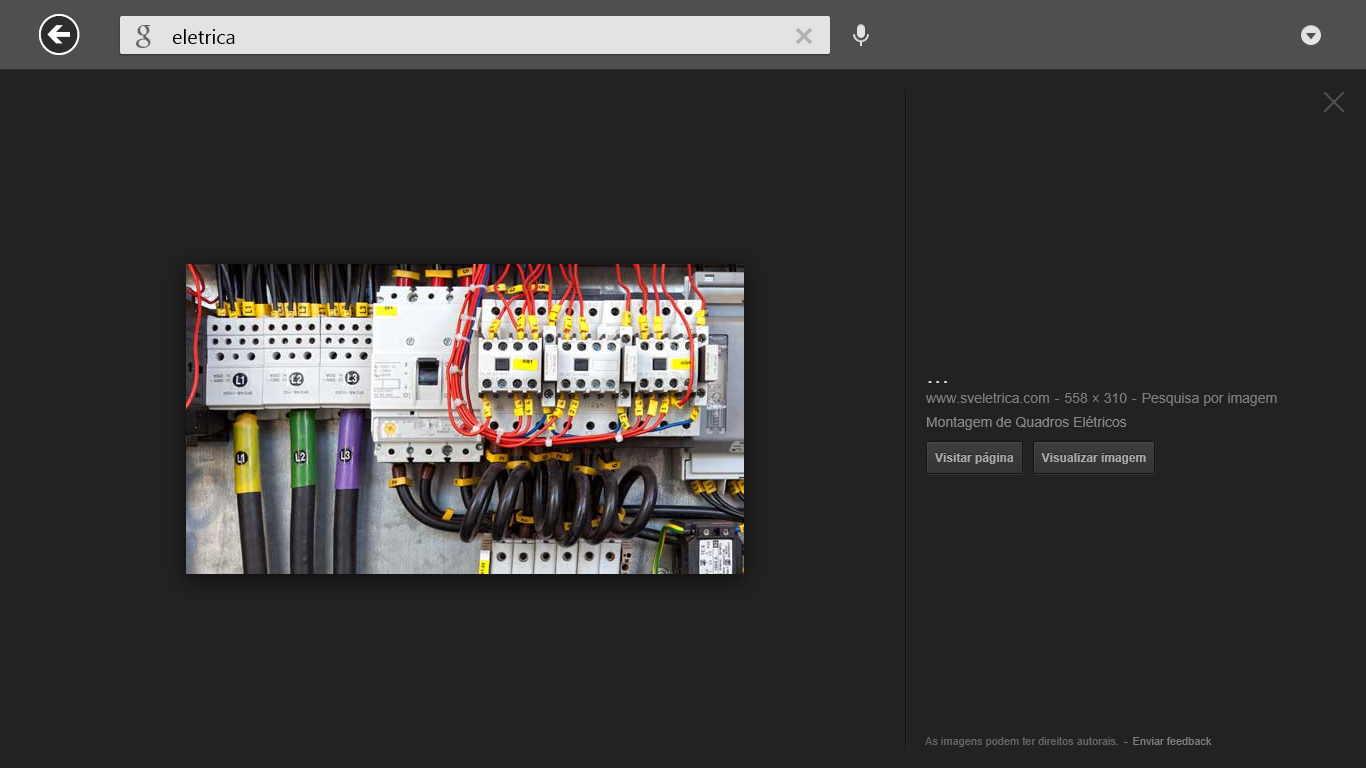 eletrica
L1
L2
L3
L1
L2
L3
...
www.sveletrica.com - 558 × 310 - Pesquisa por imagem
Montagem de Quadros Elétricos
Visitar página
Visualizar imagem
As imagens podem ter direitos autorais. - Enviar feedback